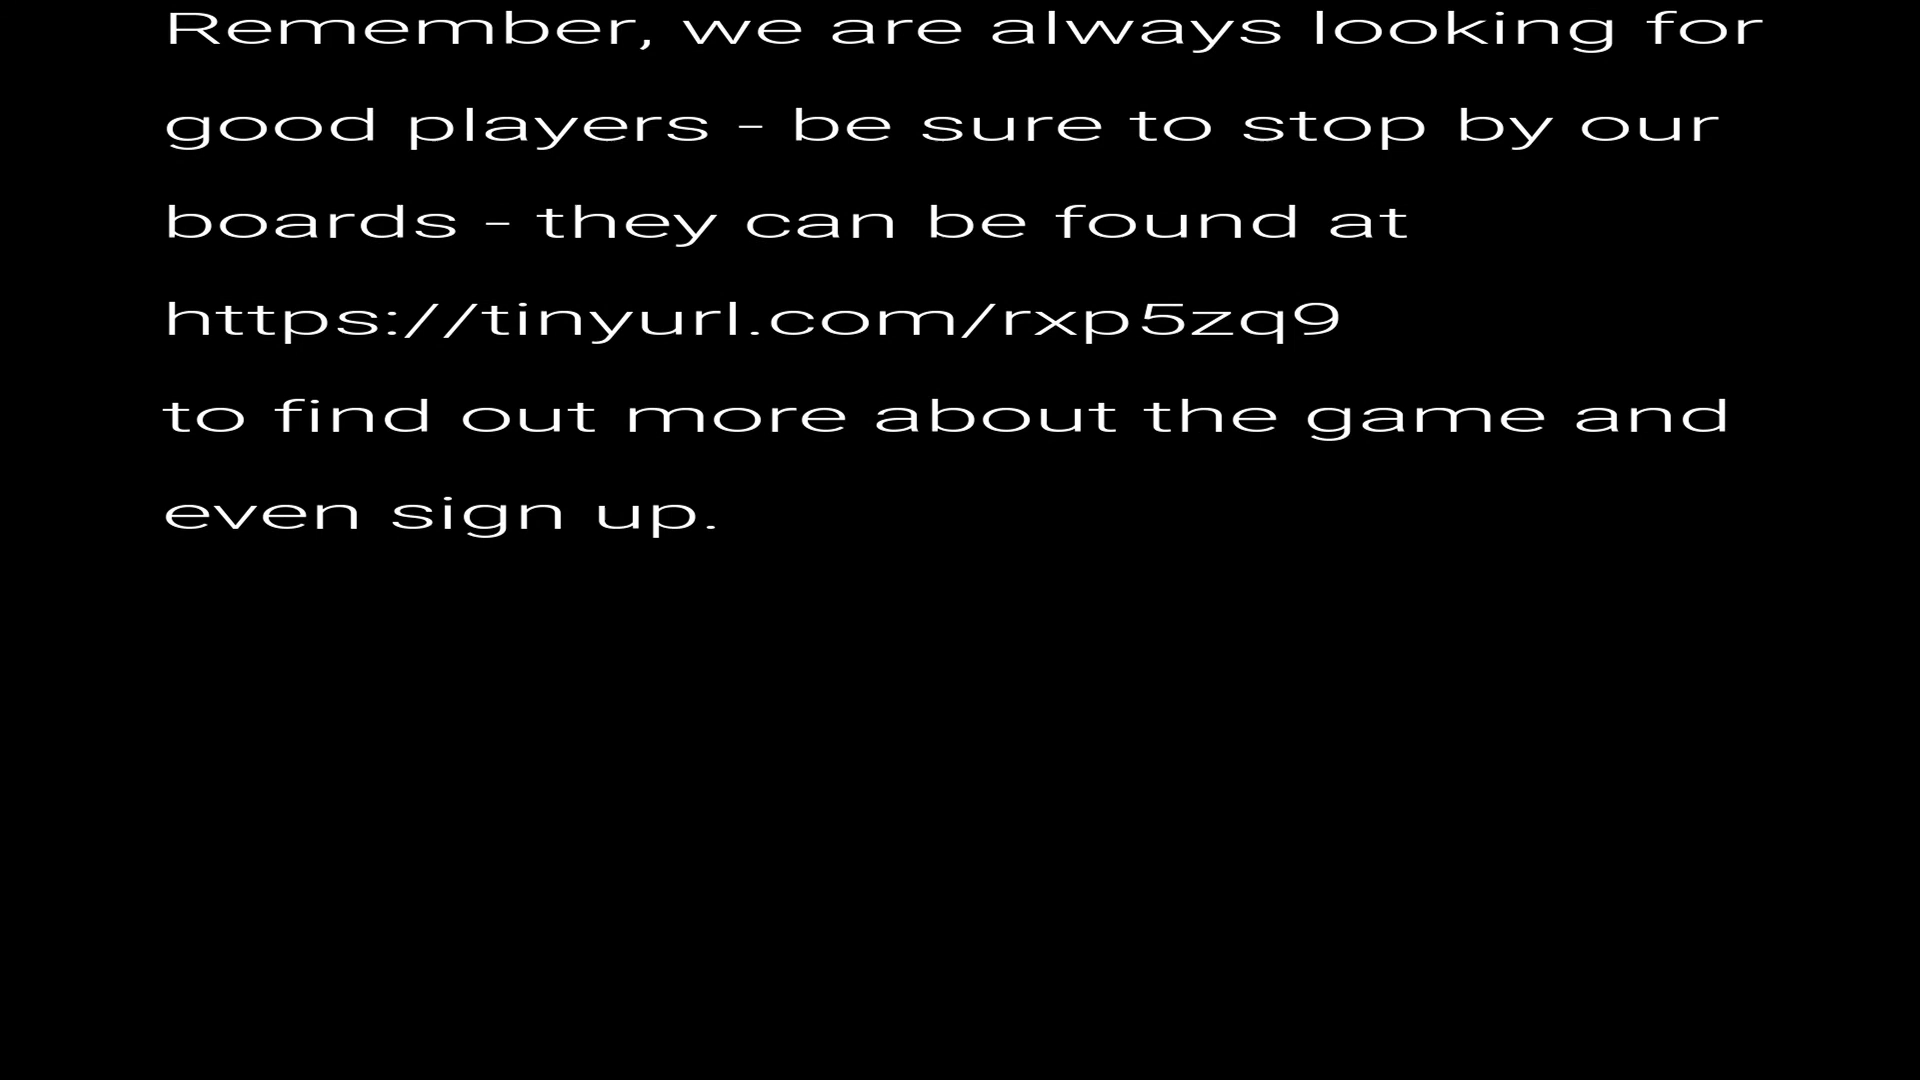 Remember, we are always looking for
good players - be sure to stop by our
boards - they can be found at
https://tinyurl.com/rxp5zq9
to find out more about the game and
even sign up.